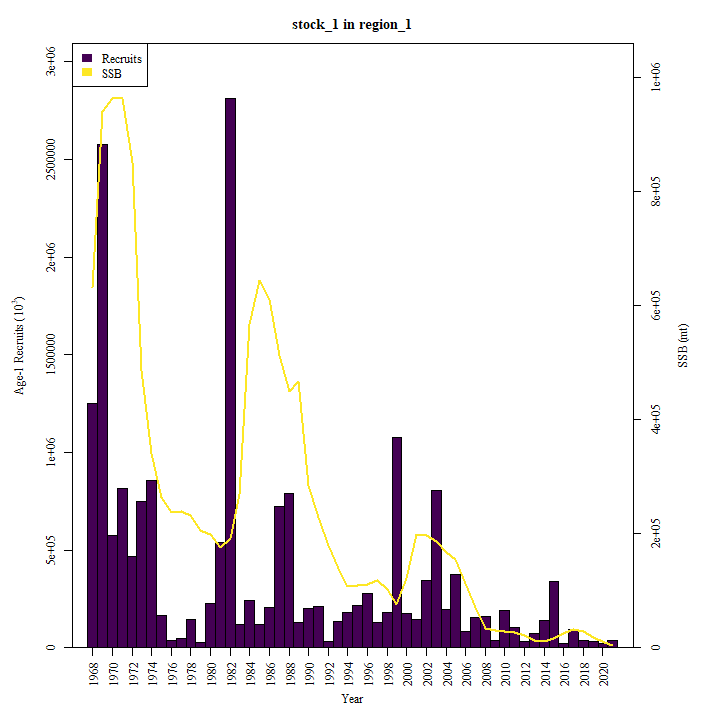 stock_1 in region_1
Recruits
SSB
3e+06
2500000
2e+06
1500000
1e+06
5e+05
0
Age-1 Recruits (10³)
1e+06
8e+05
6e+05
4e+05
2e+05
0
SSB (mt)
1968 1970 1972 1974 1976 1978 1980 1982 1984 1986 1988 1990 1992 1994 1996 1998 2000 2002 2004 2006 2008 2010 2012 2014 2016 2018 2020
Year